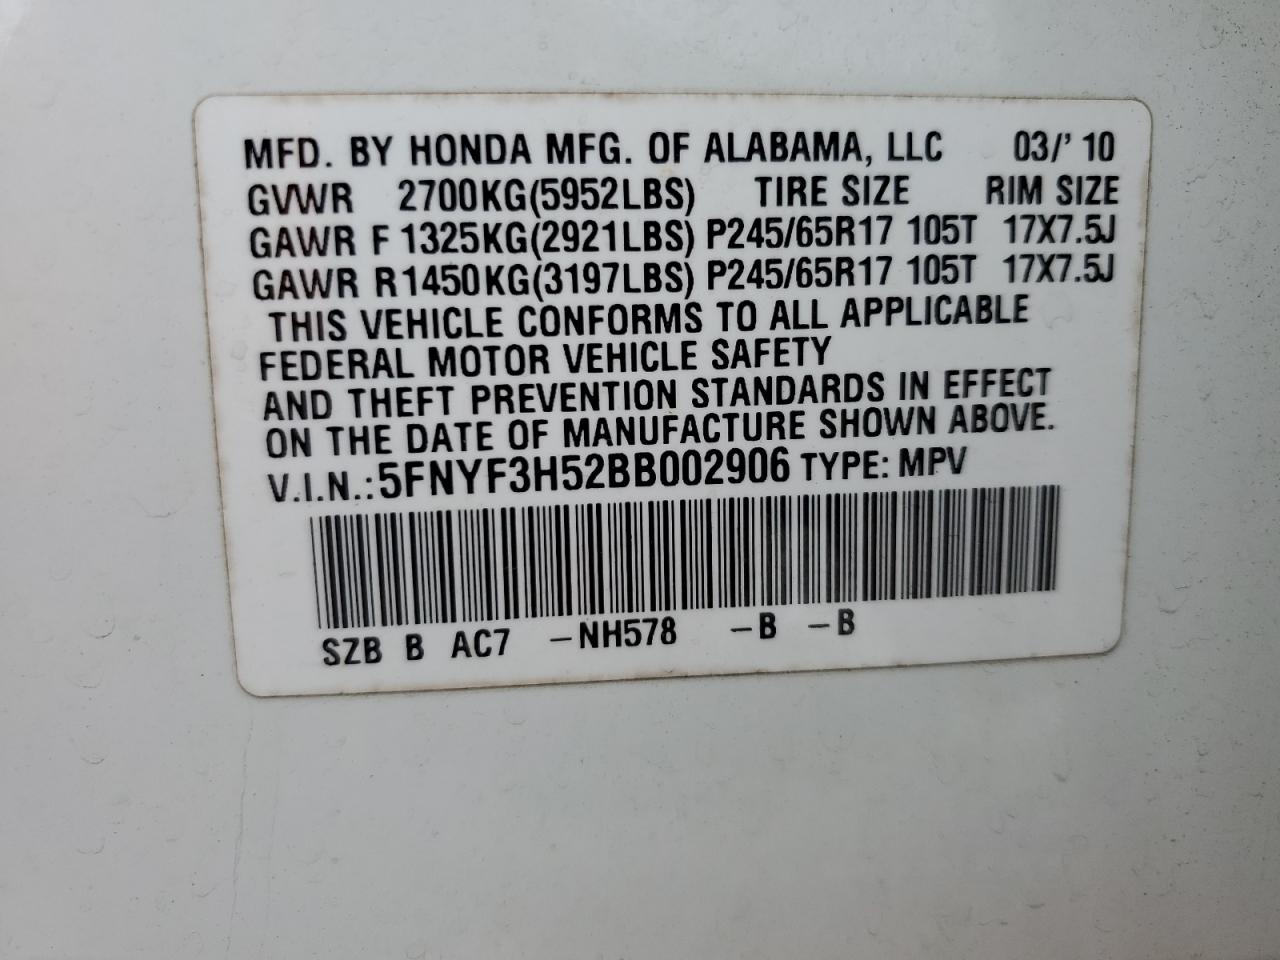 MFD. BY HONDA MFG. OF ALABAMA, LLC 03/' 10
GVWR 2700KG(5952LBS) TIRE SIZE RIM SIZE
GAWR F 1325KG(2921LBS) P245/65R17 105T 17X7.5J
GAWR R1450KG(3197LBS) P245/65R17 105T 17X7.5J
THIS VEHICLE CONFORMS TO ALL APPLICABLE
FEDERAL MOTOR VEHICLE SAFETY
AND THEFT PREVENTION STANDARDS IN EFFECT
ON THE DATE OF MANUFACTURE SHOWN ABOVE.
V.I.N.:5FNYF3H52BB002906 TYPE: MPV
SZB B AC7 –NH578 –B –B